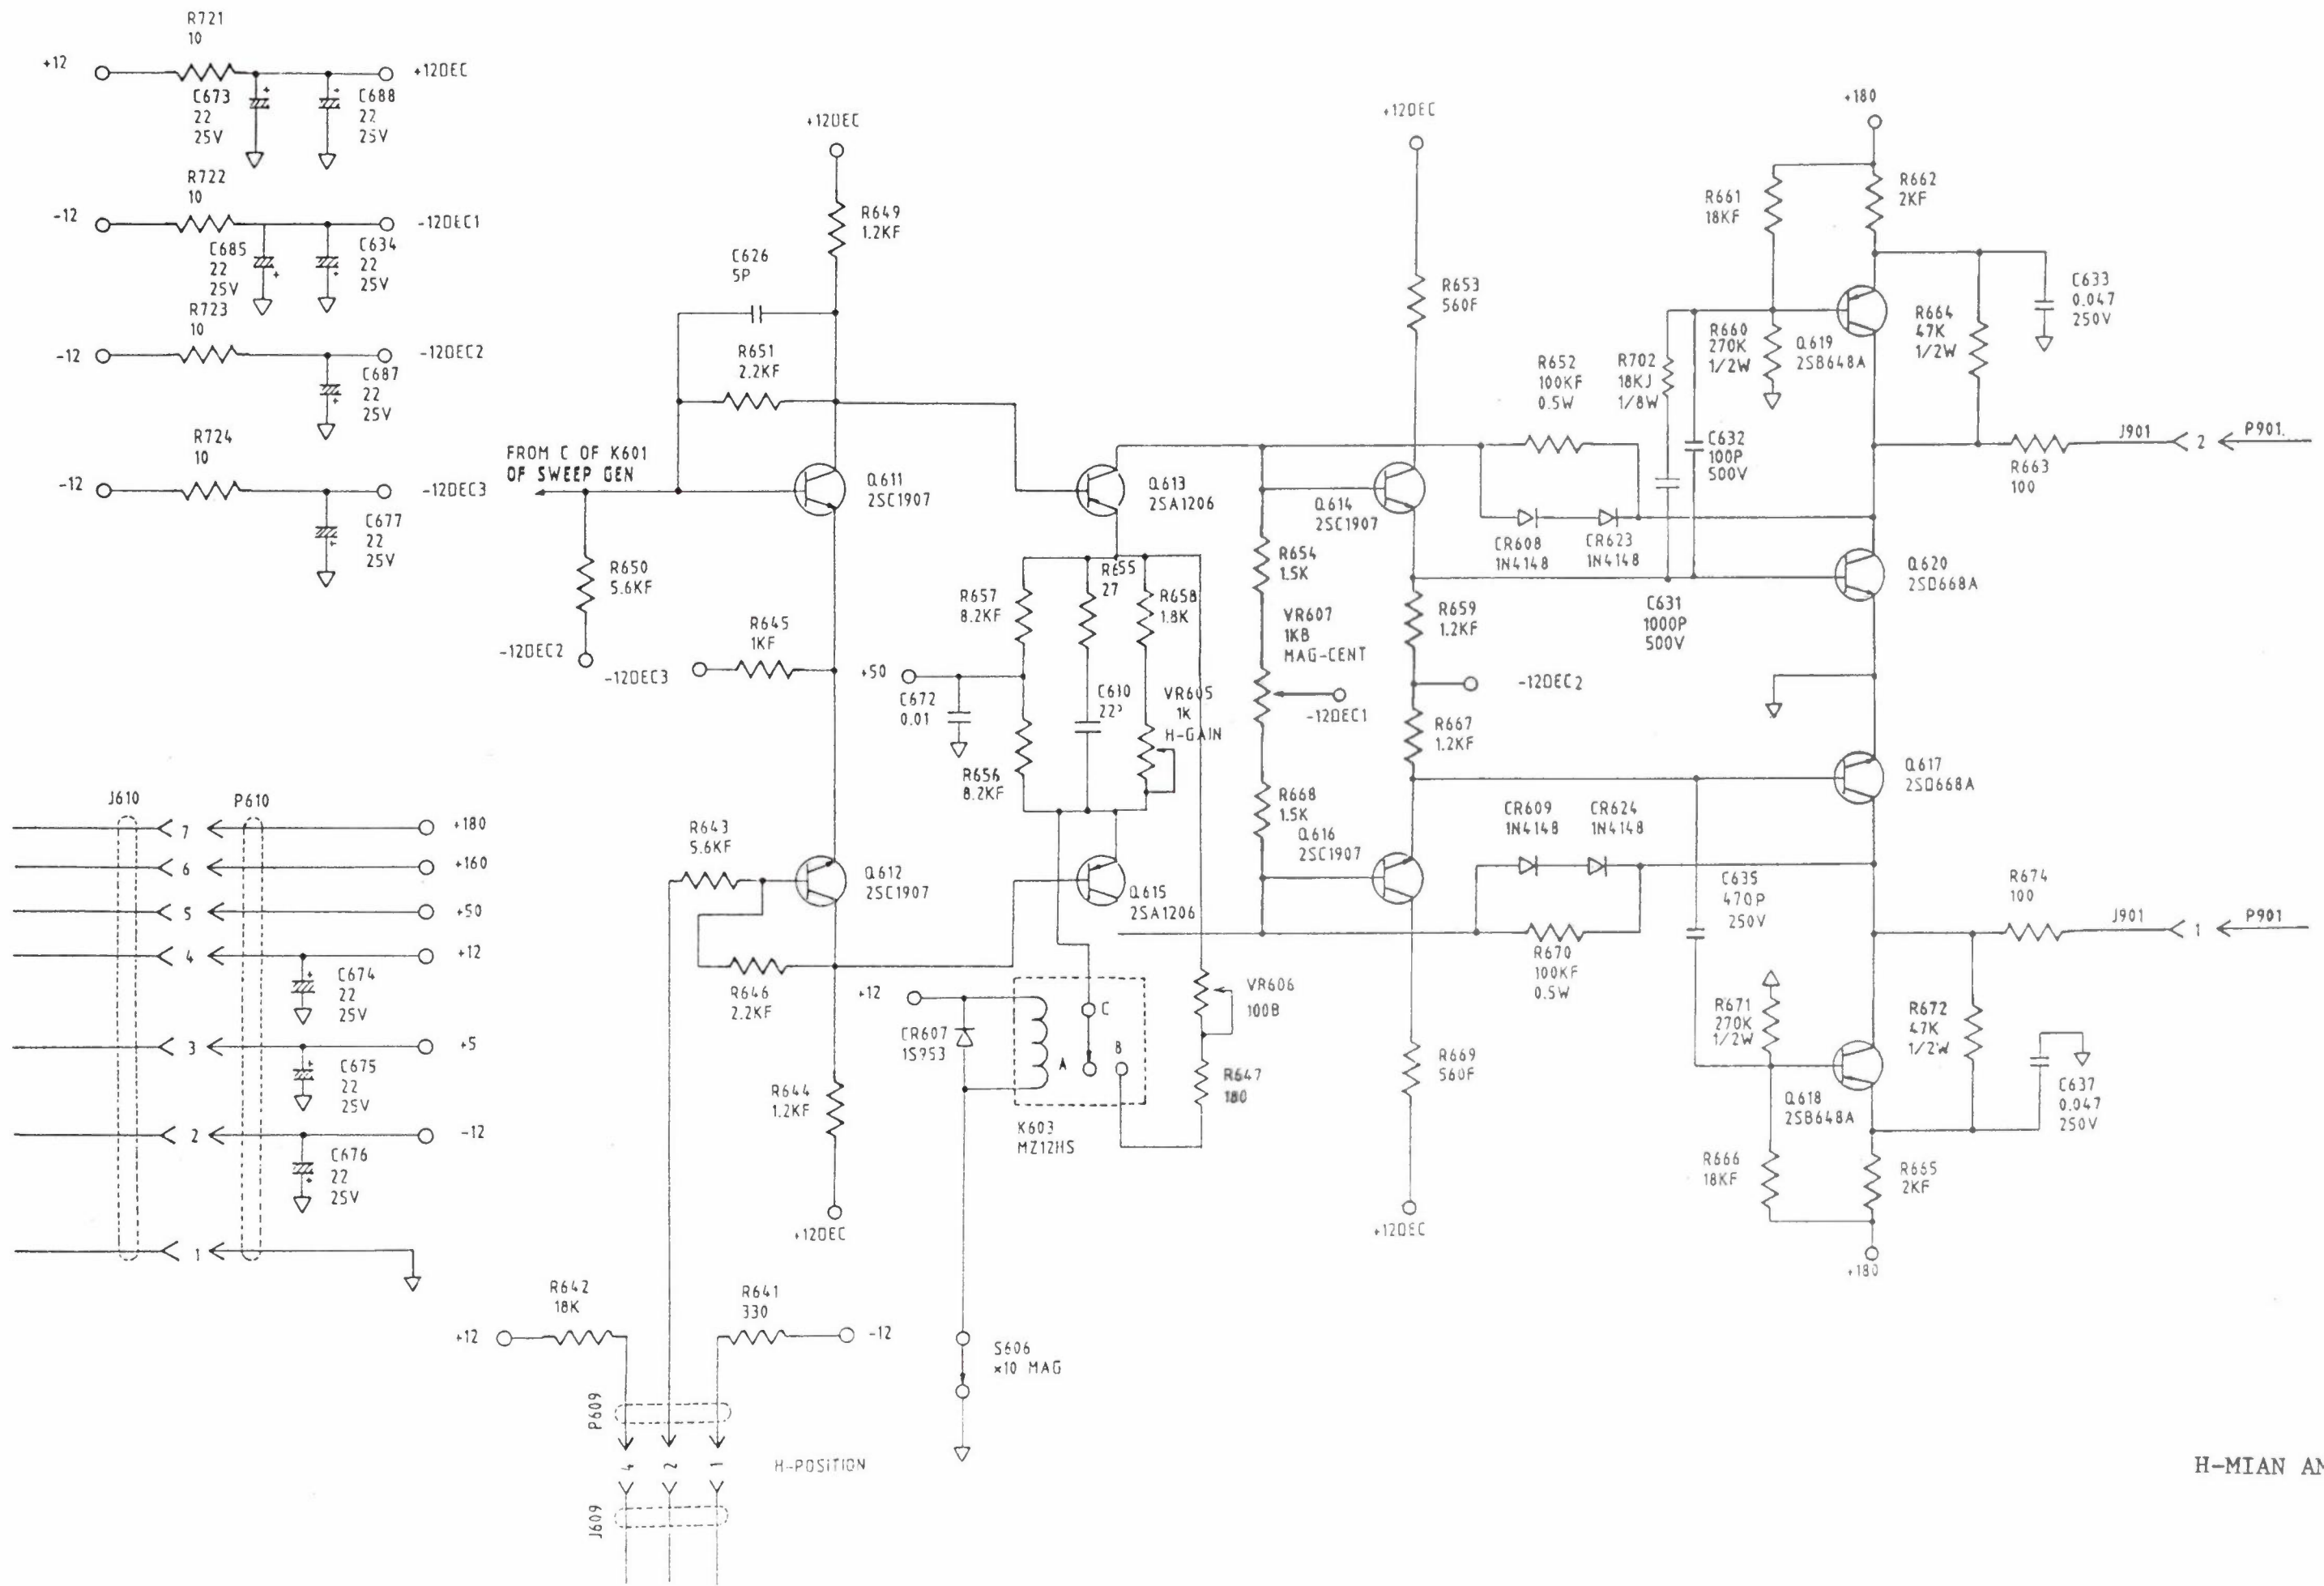 R721
10
+12
+12DEC
C673
22
25V
C688
22
25V
R722
10
-12
-12DEC1
C685
22
25V
C634
22
25V
R723
10
-12
-12DEC2
C687
22
25V
R724
10
-12
-12DEC3
C677
22
25V
J610
P610
7
+180
6
+160
5
+50
4
+12
C674
22
25V
3
+5
C675
22
25V
2
-12
C676
22
25V
1
+12DEC
R649
1.2KF
C626
5P
R651
2.2KF
FROM C OF K601
OF SWEEP GEN
Q611
2SC1907
R650
5.6KF
-12DEC2
R645
1KF
-12DEC3
R643
5.6KF
Q612
2SC1907
R646
2.2KF
R644
1.2KF
+12DEC
R642
18K
+12
R641
330
-12
P609
4
2
1
H-POSITION
J609
Q613
2SA1206
R657
8.2KF
R655
27
R658
1.8K
+50
C672
0.01
C610
22P
VR605
1K
H-GAIN
R656
8.2KF
Q615
2SA1206
+12
CR607
1S953
C
A
B
K603
MZ12HS
VR606
100B
R647
180
S606
×10 MAG
+12DEC
R653
560F
Q614
2SC1907
R654
1.5K
VR607
1KB
MAG-CENT
-12DEC1
R659
1.2KF
-12DEC2
R667
1.2KF
R668
1.5K
Q616
2SC1907
R669
560F
+12DEC
R652
100KF
0.5W
CR608
1N4148
CR623
1N4148
R702
18KJ
1/8W
C632
100P
500V
C631
1000P
500V
+180
R661
18KF
R662
2KF
R660
270K
1/2W
Q619
2SB648A
R664
47K
1/2W
C633
0.047
250V
R663
100
J901
2
P901
Q620
2SD668A
Q617
2SD668A
CR609
1N4148
CR624
1N4148
R670
100KF
0.5W
C635
470P
250V
R674
100
J901
1
P901
R671
270K
1/2W
R672
47K
1/2W
Q618
2SB648A
C637
0.047
250V
R666
18KF
R665
2KF
+180
H-MIAN AN